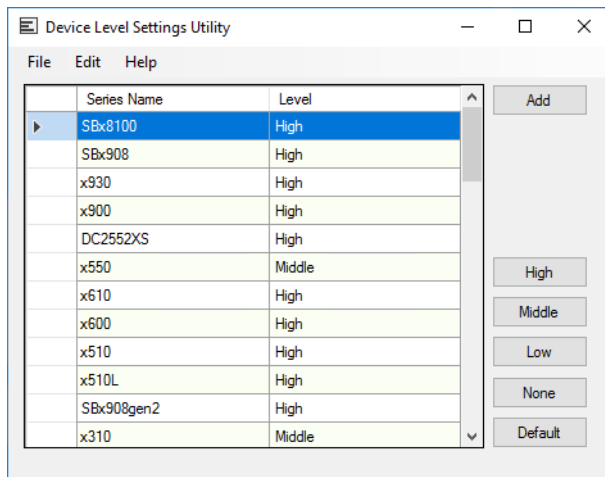 Device Level Settings Utility
File Edit Help
Series Name Level Add
SBx8100 High
SBx908 High
x930 High
x900 High
DC2552XS High
x550 Middle High
x610 High
x600 High Middle
x510 High Low
x510L High None
SBx908gen2 High
x310 Middle Default